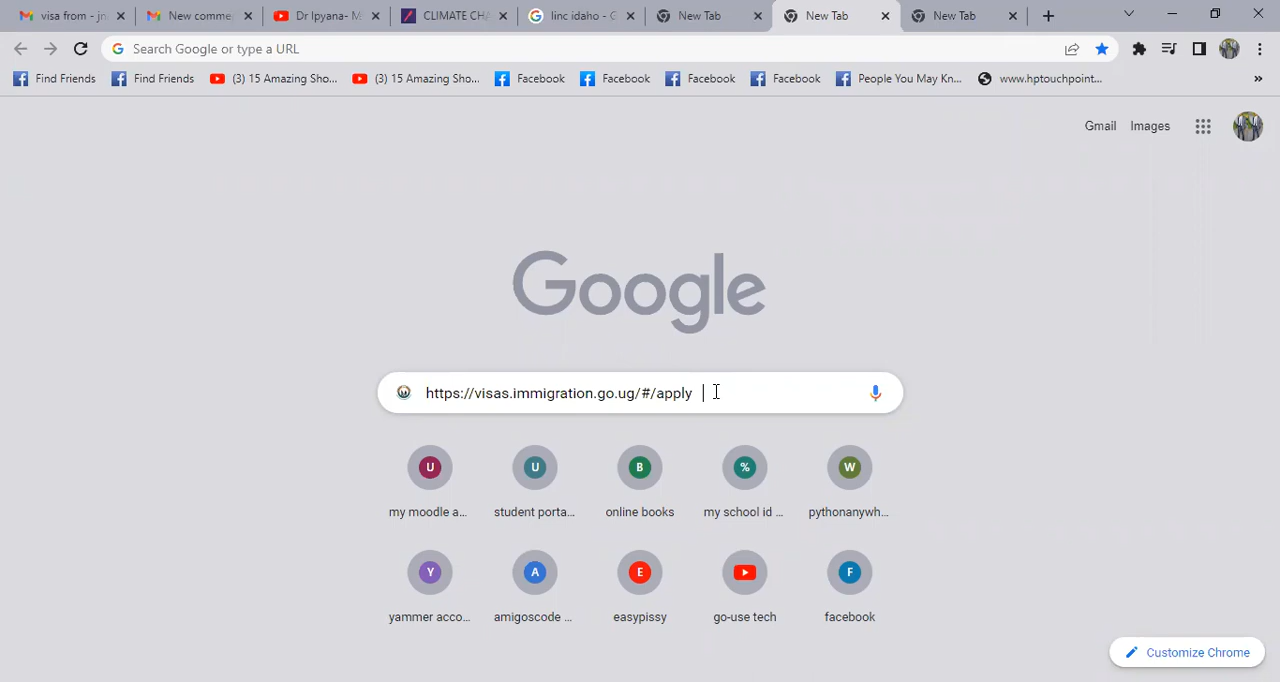 visa from - jn
New comme
Dr Ipyana- M
CLIMATE CHA
linc idaho - G
New Tab
New Tab
New Tab
Search Google or type a URL
Find Friends
Find Friends
(3) 15 Amazing Sho...
(3) 15 Amazing Sho...
Facebook
Facebook
Facebook
Facebook
People You May Kn...
www.hptouchpoint...
»
Gmail
Images
Google
https://visas.immigration.go.ug/#/apply
U
U
B
%
W
my moodle a...
student porta...
online books
my school id ...
pythonanywh...
Y
A
E
F
yammer acco...
amigoscode ...
easypissy
go-use tech
facebook
Customize Chrome